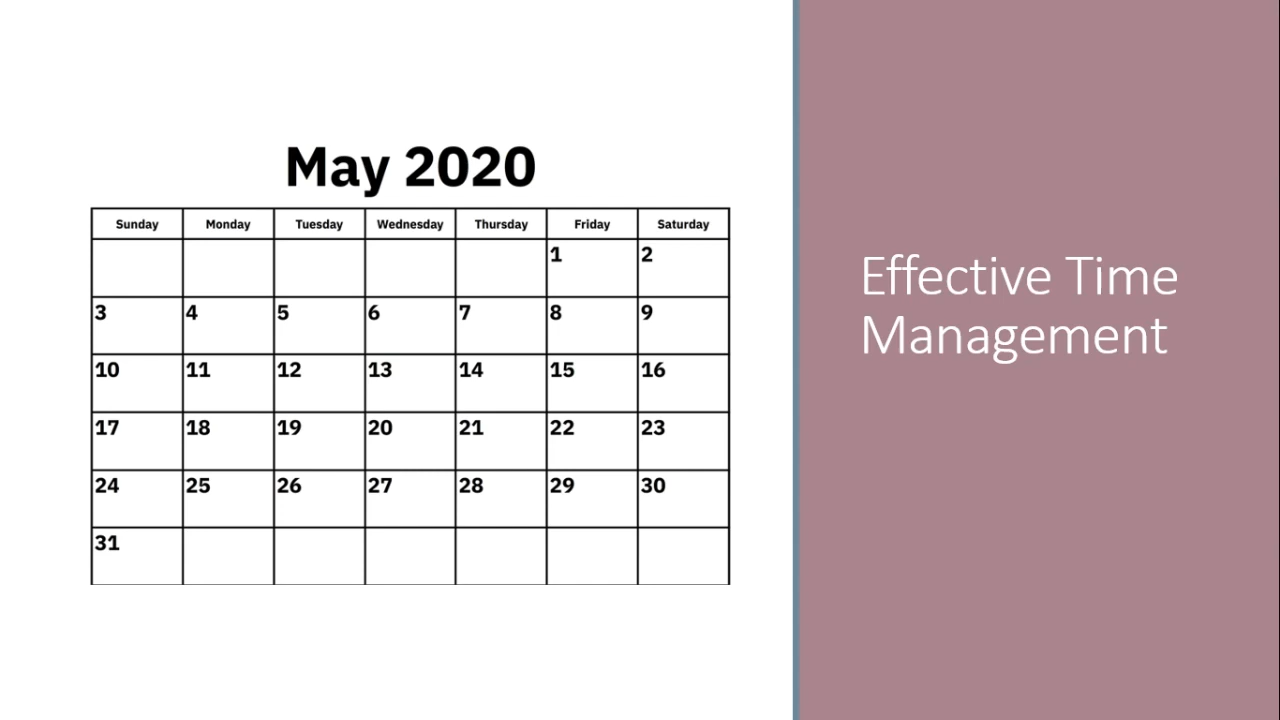 May 2020
Sunday Monday Tuesday Wednesday Thursday Friday Saturday
1 2
3 4 5 6 7 8 9
10 11 12 13 14 15 16
17 18 19 20 21 22 23
24 25 26 27 28 29 30
31
Effective Time
Management